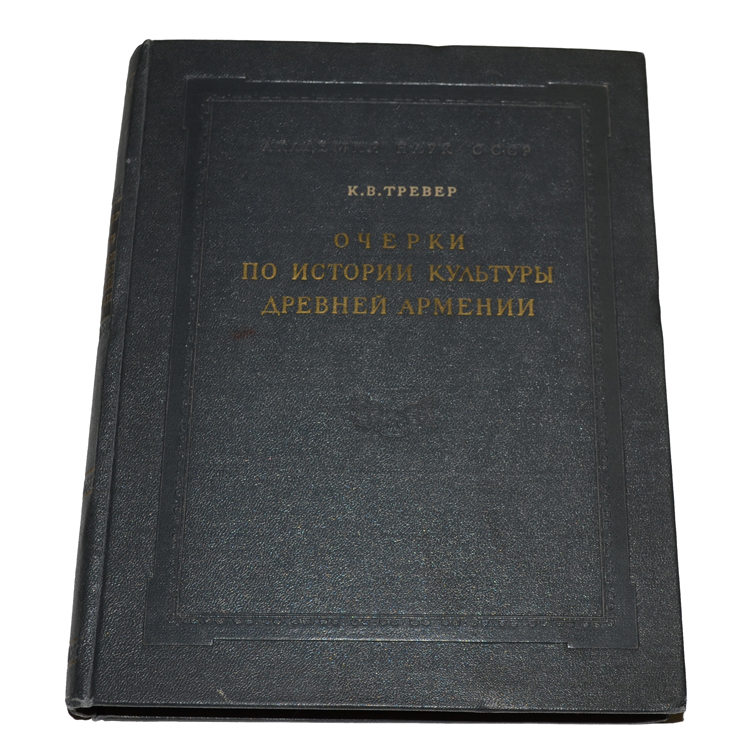 АКАДЕМИЯ НАУК СССР
К.В.ТРЕВЕР
ОЧЕРКИ
ПО ИСТОРИИ КУЛЬТУРЫ
ДРЕВНЕЙ АРМЕНИИ